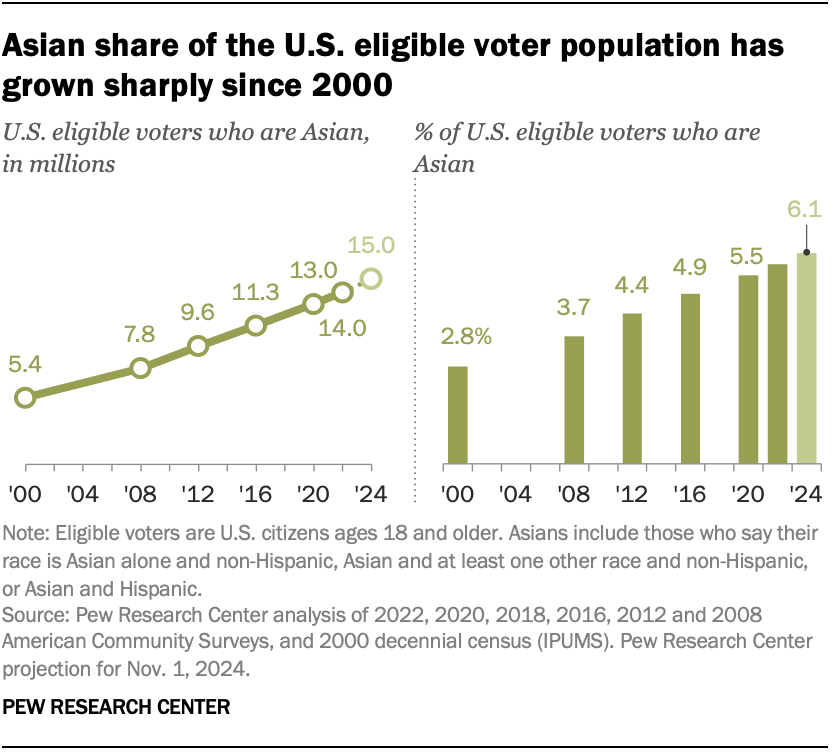 Asian share of the U.S. eligible voter population has
grown sharply since 2000
U.S. eligible voters who are Asian,
in millions
5.4
7.8
9.6
11.3
13.0
14.0
15.0
'00
'04
'08
'12
'16
'20
'24
% of U.S. eligible voters who are
Asian
2.8%
3.7
4.4
4.9
5.5
6.1
'00
'04
'08
'12
'16
'20
'24
Note: Eligible voters are U.S. citizens ages 18 and older. Asians include those who say their
race is Asian alone and non-Hispanic, Asian and at least one other race and non-Hispanic,
or Asian and Hispanic.
Source: Pew Research Center analysis of 2022, 2020, 2018, 2016, 2012 and 2008
American Community Surveys, and 2000 decennial census (IPUMS). Pew Research Center
projection for Nov. 1, 2024.
PEW RESEARCH CENTER